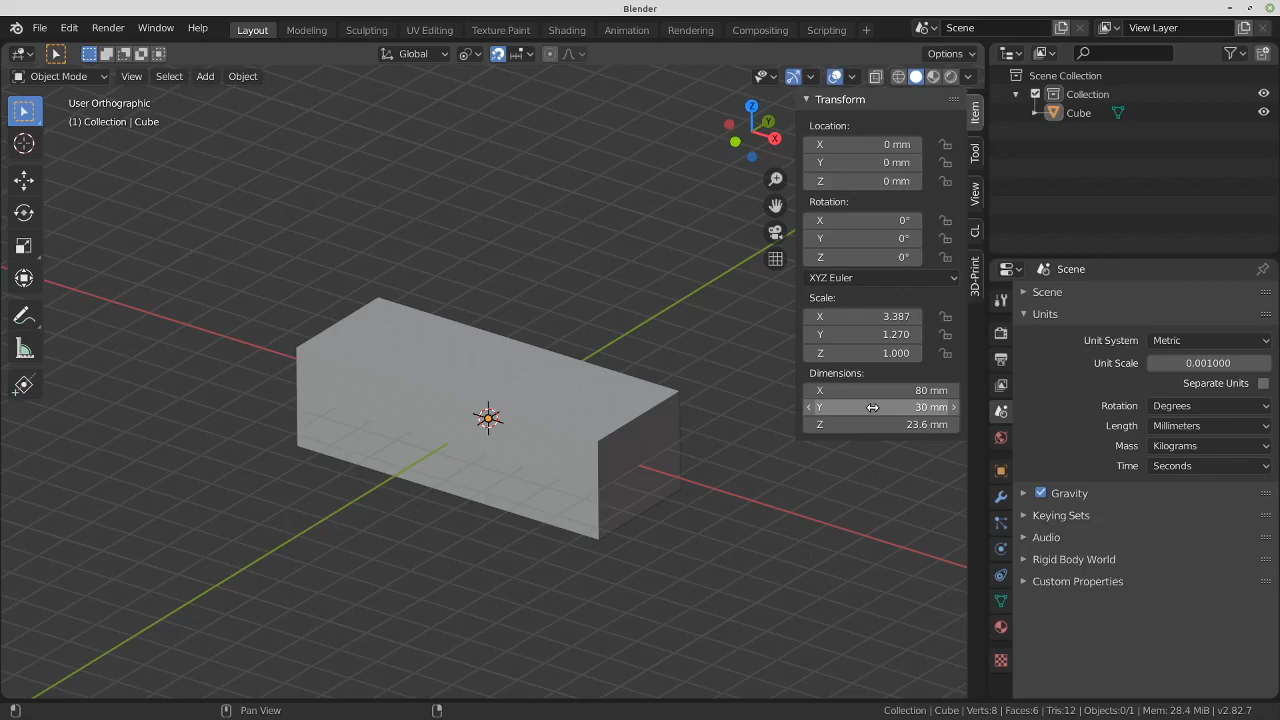 Blender
File Edit Render Window Help
Layout Modeling Sculpting UV Editing Texture Paint Shading Animation Rendering Compositing Scripting +
Scene
View Layer
Global
Options
Object Mode View Select Add Object
User Orthographic
(1) Collection | Cube
Z
Y
X
Transform
Location:
X 0 mm
Y 0 mm
Z 0 mm
Rotation:
X 0°
Y 0°
Z 0°
XYZ Euler
Scale:
X 3.387
Y 1.270
Z 1.000
Dimensions:
X 80 mm
Y 30 mm
Z 23.6 mm
Item
Tool
View
CL
3D-Print
Scene Collection
Collection
Cube
Scene
Scene
Units
Unit System Metric
Unit Scale 0.001000
Separate Units
Rotation Degrees
Length Millimeters
Mass Kilograms
Time Seconds
Gravity
Keying Sets
Audio
Rigid Body World
Custom Properties
Pan View
Collection | Cube | Verts:8 | Faces:6 | Tris:12 | Objects:0/1 | Mem: 28.4 MiB | v2.82.7